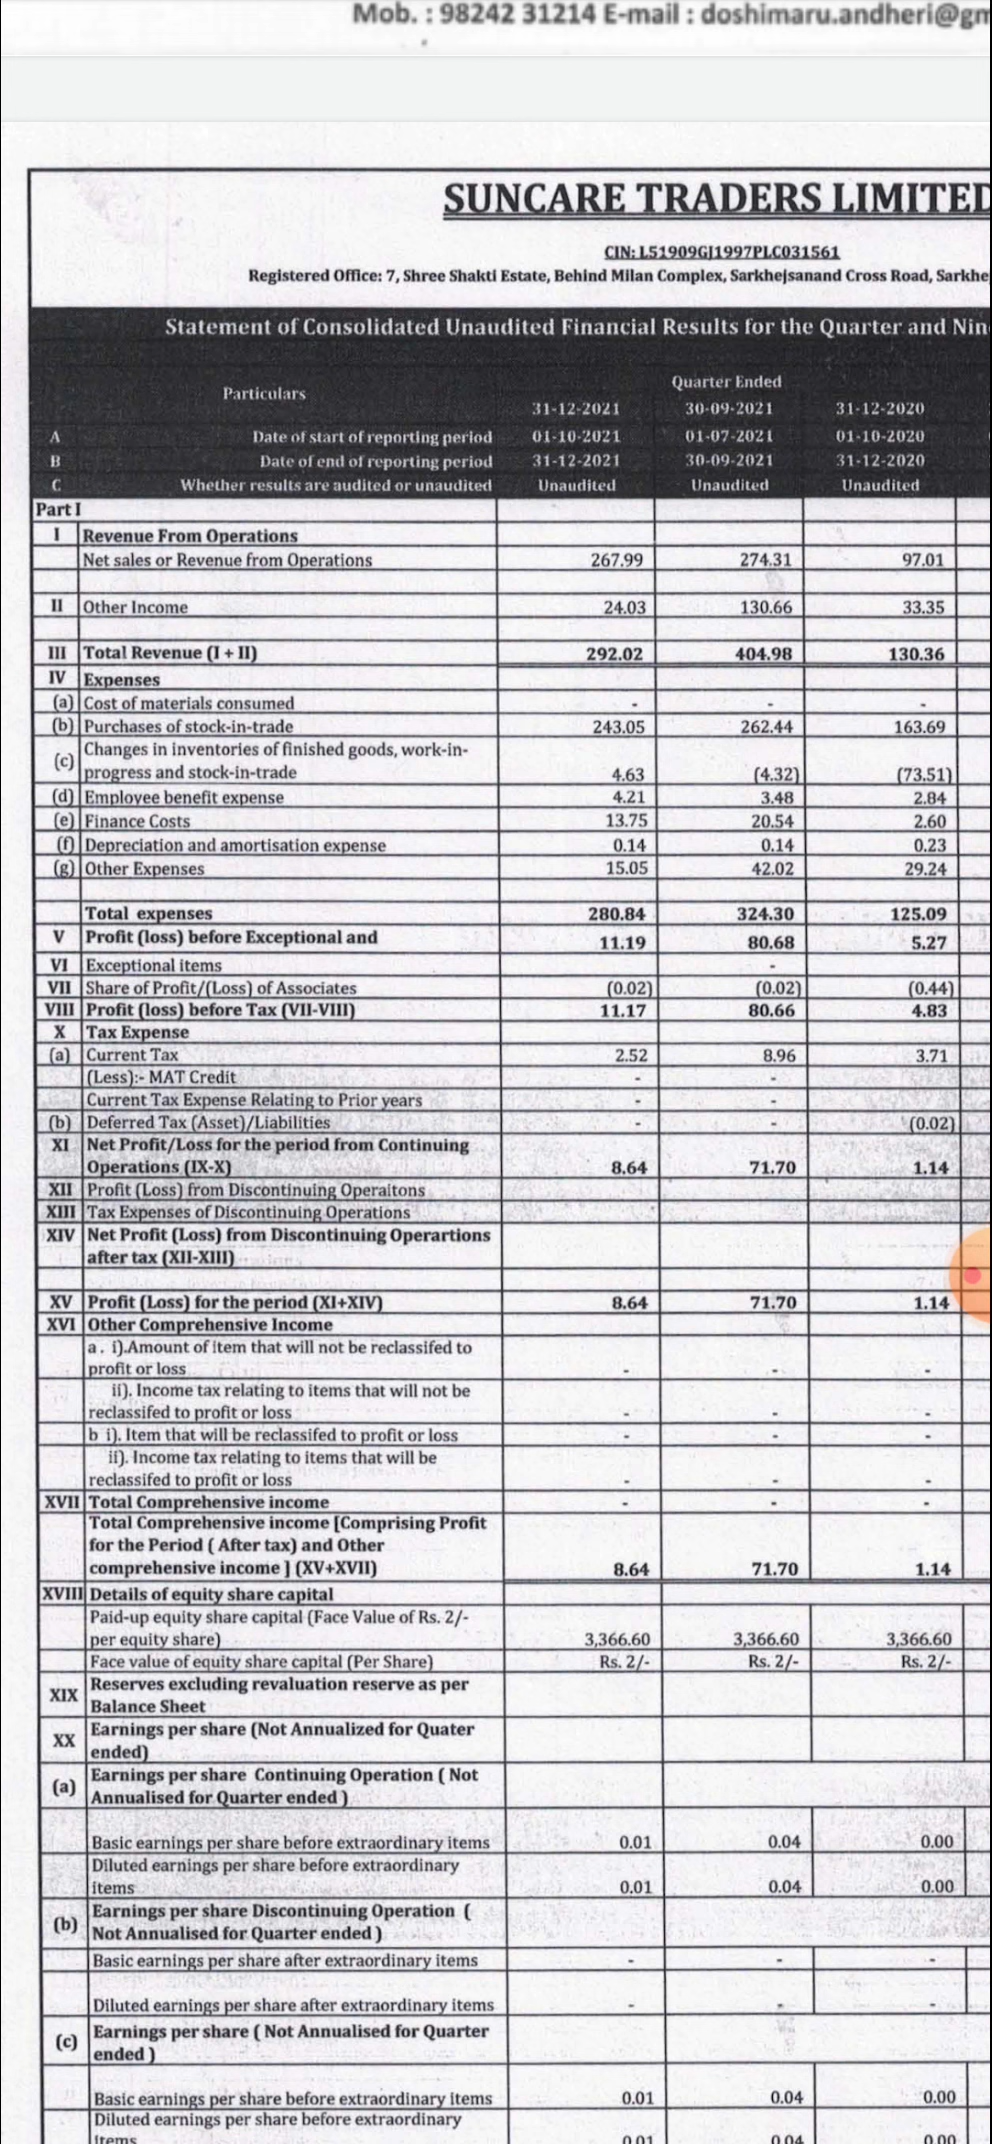 Mob. : 98242 31214 E-mail : doshimaru.andheri@gm
SUNCARE TRADERS LIMITED
CIN: L51909GJ1997PLC031561
Registered Office: 7, Shree Shakti Estate, Behind Milan Complex, Sarkhejsanand Cross Road, Sarkhe
Statement of Consolidated Unaudited Financial Results for the Quarter and Nin
Particulars Quarter Ended
31-12-2021 30-09-2021 31-12-2020
A Date of start of reporting period 01-10-2021 01-07-2021 01-10-2020
B Date of end of reporting period 31-12-2021 30-09-2021 31-12-2020
C Whether results are audited or unaudited Unaudited Unaudited Unaudited
Part I
I Revenue From Operations
Net sales or Revenue from Operations 267.99 274.31 97.01
II Other Income 24.03 130.66 33.35
III Total Revenue (I + II) 292.02 404.98 130.36
IV Expenses
(a) Cost of materials consumed - - -
(b) Purchases of stock-in-trade 243.05 262.44 163.69
(c) Changes in inventories of finished goods, work-in-
progress and stock-in-trade 4.63 (4.32) (73.51)
(d) Employee benefit expense 4.21 3.48 2.84
(e) Finance Costs 13.75 20.54 2.60
(f) Depreciation and amortisation expense 0.14 0.14 0.23
(g) Other Expenses 15.05 42.02 29.24
Total expenses 280.84 324.30 125.09
V Profit (loss) before Exceptional and 11.19 80.68 5.27
VI Exceptional items -
VII Share of Profit/(Loss) of Associates (0.02) (0.02) (0.44)
VIII Profit (loss) before Tax (VII-VIII) 11.17 80.66 4.83
X Tax Expense
(a) Current Tax 2.52 8.96 3.71
(Less):- MAT Credit - -
Current Tax Expense Relating to Prior years - -
(b) Deferred Tax (Asset)/Liabilities - - (0.02)
XI Net Profit/Loss for the period from Continuing
Operations (IX-X) 8.64 71.70 1.14
XII Profit (Loss) from Discontinuing Operaitons
XIII Tax Expenses of Discontinuing Operations
XIV Net Profit (Loss) from Discontinuing Operartions
after tax (XII-XIII)
XV Profit (Loss) for the period (XI+XIV) 8.64 71.70 1.14
XVI Other Comprehensive Income
a . i).Amount of item that will not be reclassifed to
profit or loss - - -
ii). Income tax relating to items that will not be
reclassifed to profit or loss - - -
b i). Item that will be reclassifed to profit or loss - - -
ii). Income tax relating to items that will be
reclassifed to profit or loss - - -
XVII Total Comprehensive income - - -
Total Comprehensive income [Comprising Profit
for the Period ( After tax) and Other
comprehensive income ] (XV+XVII) 8.64 71.70 1.14
XVIII Details of equity share capital
Paid-up equity share capital (Face Value of Rs. 2/-
per equity share) 3,366.60 3,366.60 3,366.60
Face value of equity share capital (Per Share) Rs. 2/- Rs. 2/- Rs. 2/-
XIX Reserves excluding revaluation reserve as per
Balance Sheet
XX Earnings per share (Not Annualized for Quater
ended)
(a) Earnings per share Continuing Operation ( Not
Annualised for Quarter ended )
Basic earnings per share before extraordinary items 0.01 0.04 0.00
Diluted earnings per share before extraordinary
items 0.01 0.04 0.00
(b) Earnings per share Discontinuing Operation (
Not Annualised for Quarter ended )
Basic earnings per share after extraordinary items - - -
Diluted earnings per share after extraordinary items - - -
(c) Earnings per share ( Not Annualised for Quarter
ended )
Basic earnings per share before extraordinary items 0.01 0.04 0.00
Diluted earnings per share before extraordinary
items 0.01 0.04 0.00